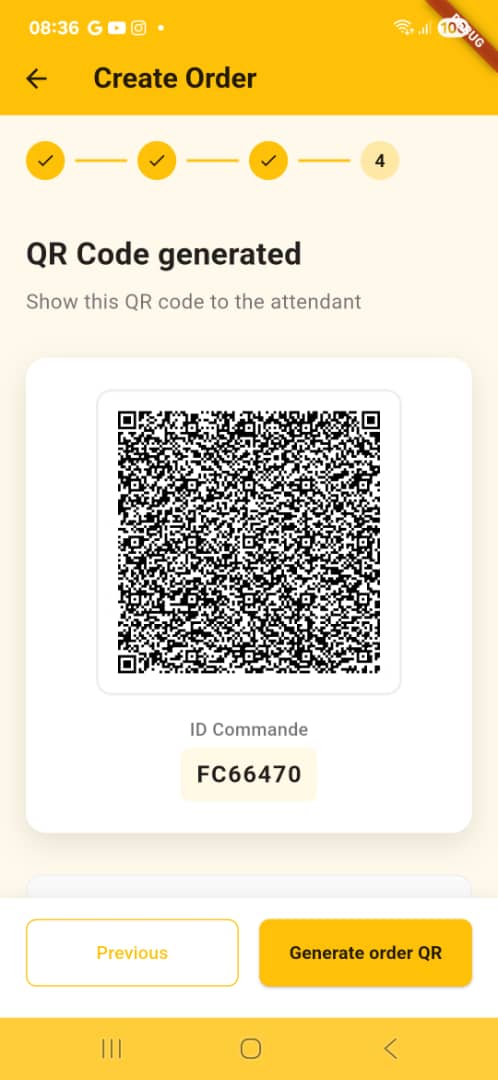 08:36
DEBUG
Create Order
4
QR Code generated
Show this QR code to the attendant
ID Commande
FC66470
Previous
Generate order QR